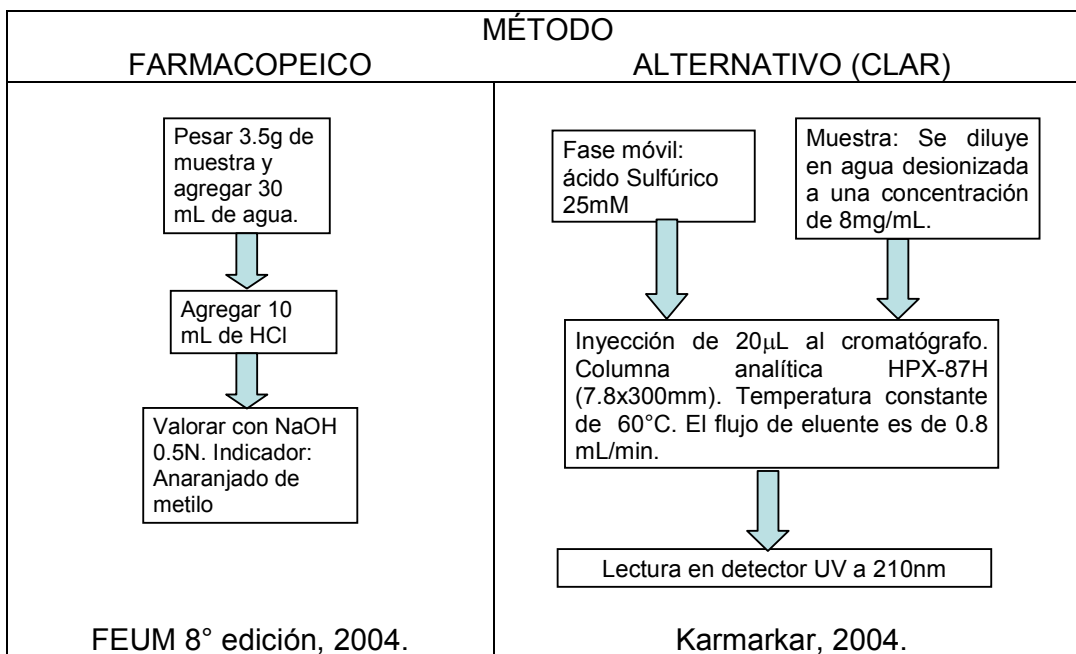 MÉTODO
FARMACOPEICO
ALTERNATIVO (CLAR)
Pesar 3.5g de
muestra y
agregar 30
mL de agua.
Agregar 10
mL de HCl
Valorar con NaOH
0.5N. Indicador:
Anaranjado de
metilo
FEUM 8° edición, 2004.
Fase móvil:
ácido Sulfúrico
25mM
Muestra: Se diluye
en agua desionizada
a una concentración
de 8mg/mL.
Inyección de 20μL al cromatógrafo.
Columna analítica HPX-87H
(7.8x300mm). Temperatura constante
de 60°C. El flujo de eluente es de 0.8
mL/min.
Lectura en detector UV a 210nm
Karmarkar, 2004.